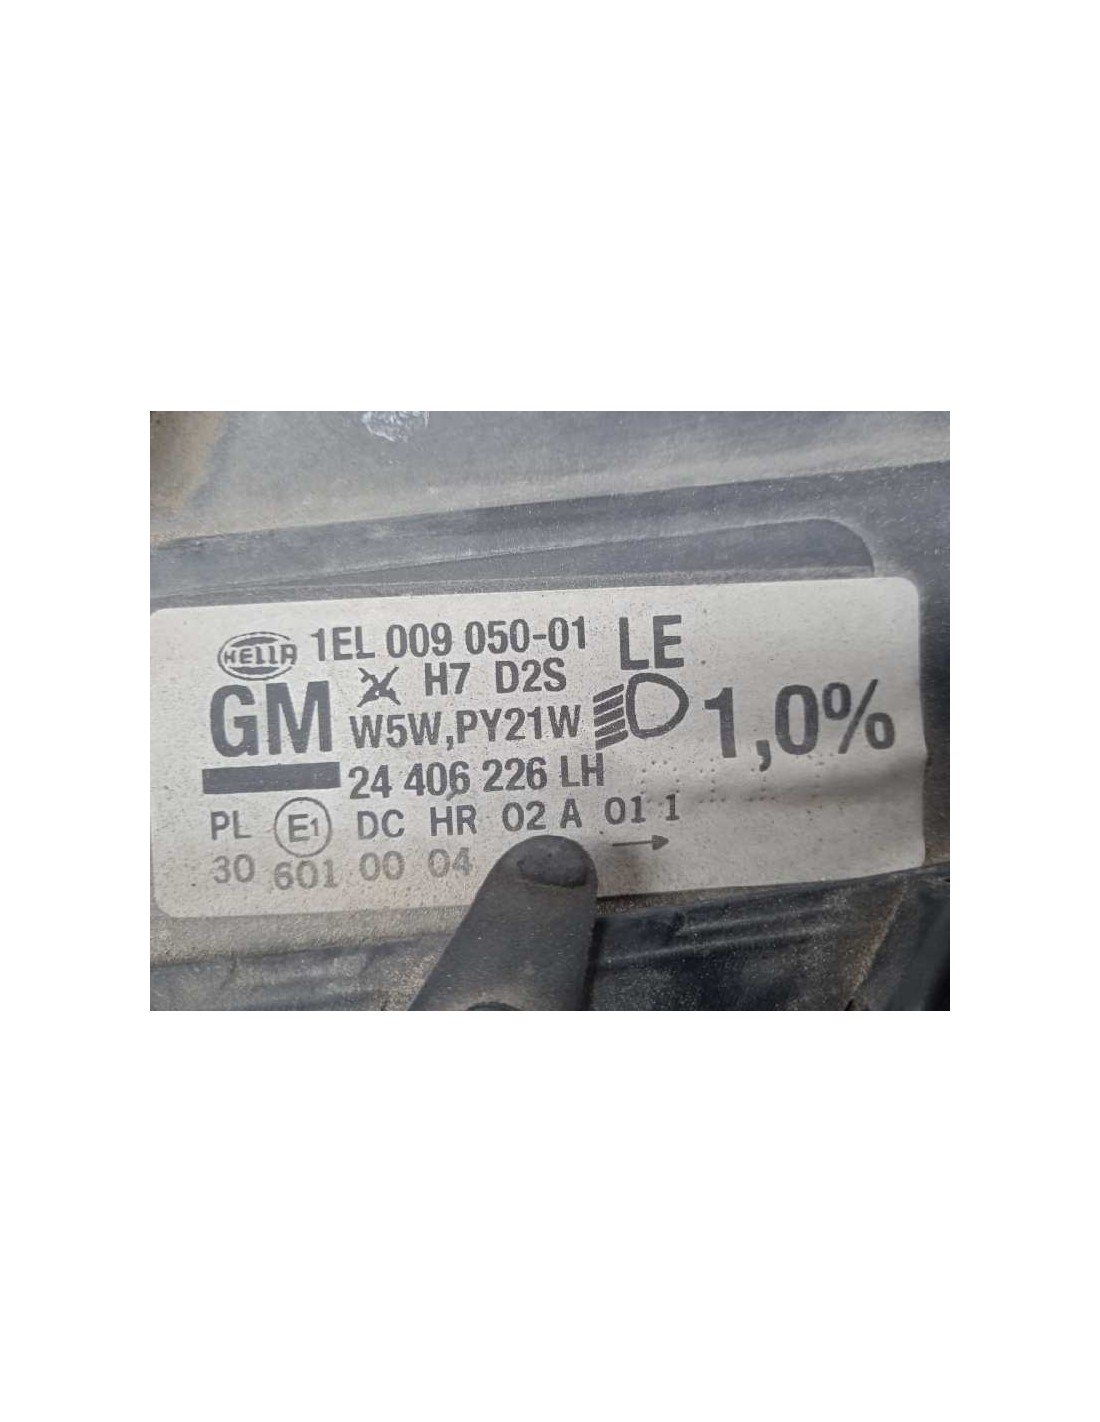 HELLA 1EL 009 050-01 LE
GM H7 D2S
W5W,PY21W 1,0%
24 406 226 LH
PL E1 DC HR 02 A 01 1
30 601 00 04